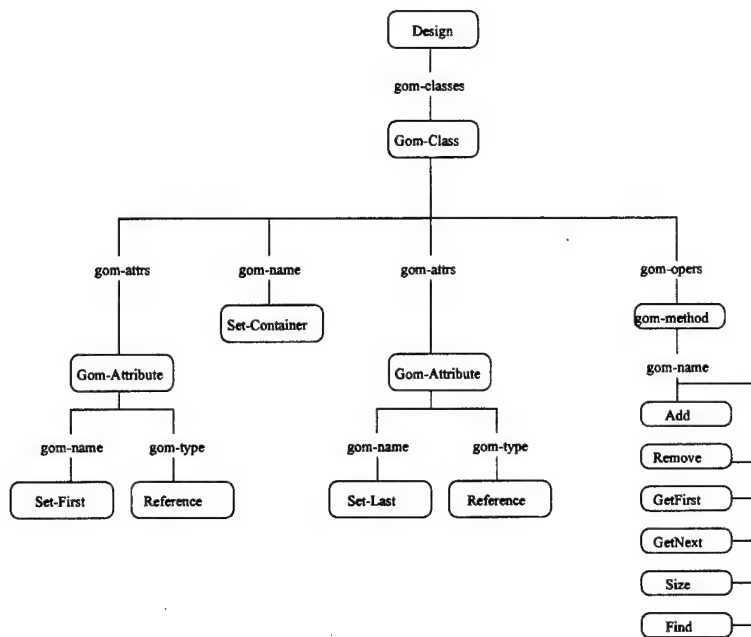 Design
gom-classes
Gom-Class
gom-attrs
gom-name
gom-attrs
gom-opers
Set-Container
gom-method
Gom-Attribute
Gom-Attribute
gom-name
Add
gom-name
gom-type
gom-name
gom-type
Remove
Set-First
Reference
Set-Last
Reference
GetFirst
GetNext
Size
Find